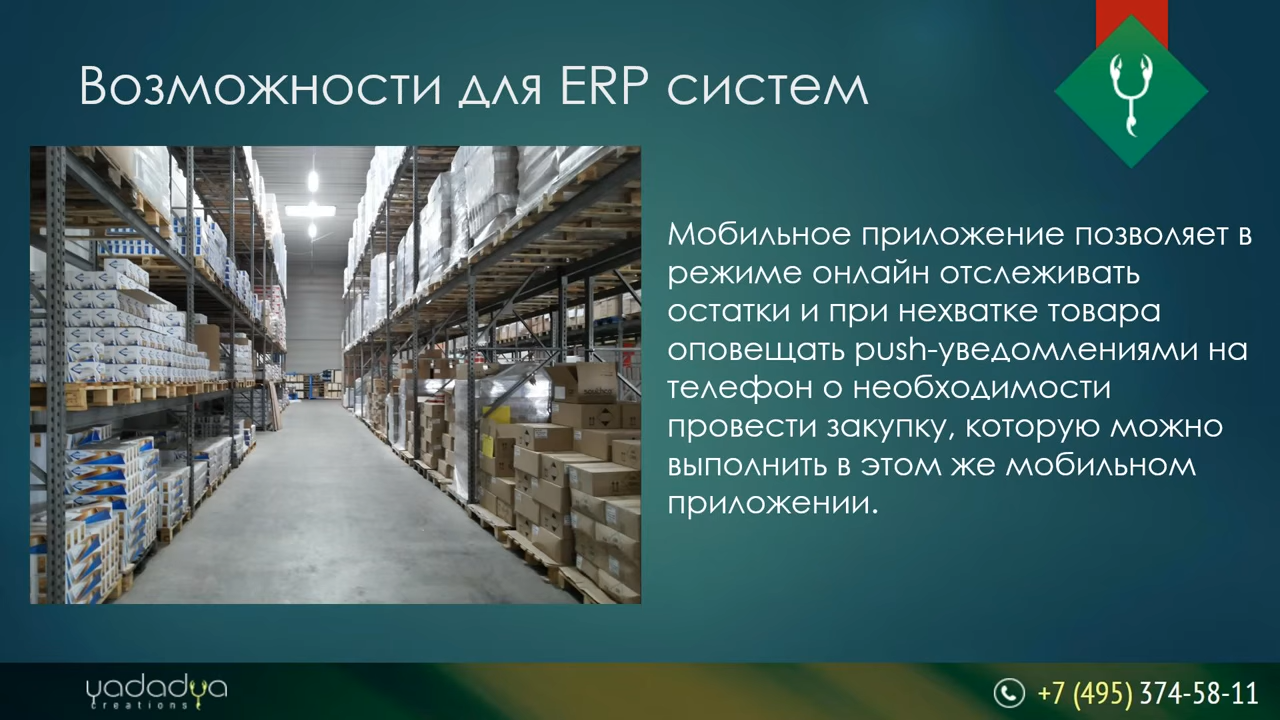 Возможности для ERP систем
Мобильное приложение позволяет в
режиме онлайн отслеживать
остатки и при нехватке товара
оповещать push-уведомлениями на
телефон о необходимости
провести закупку, которую можно
выполнить в этом же мобильном
приложении.
yadadya
creations
+7 (495) 374-58-11